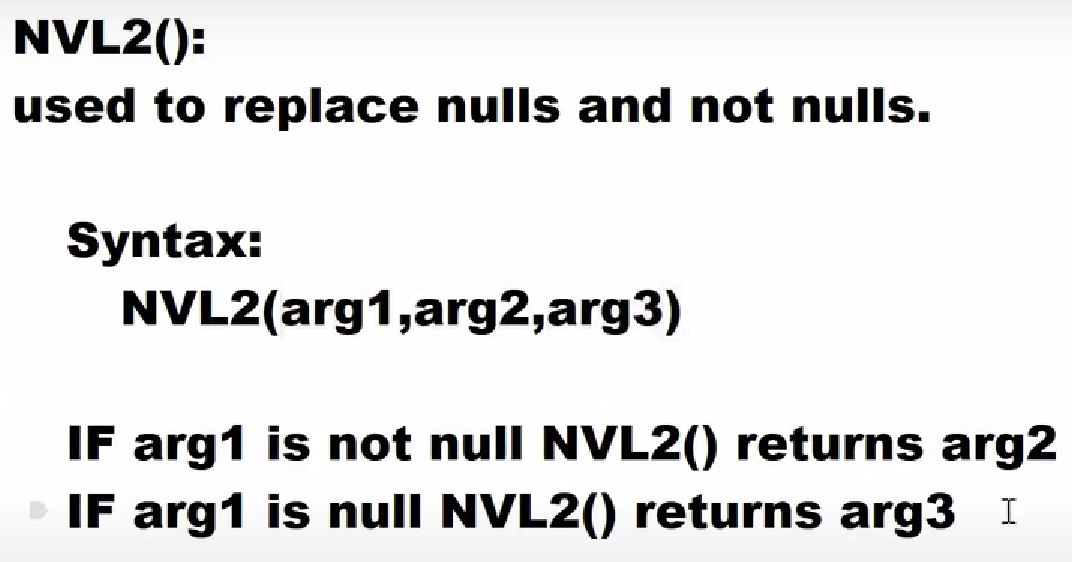 NVL2():
used to replace nulls and not nulls.
Syntax:
NVL2(arg1,arg2,arg3)
IF arg1 is not null NVL2() returns arg2
IF arg1 is null NVL2() returns arg3